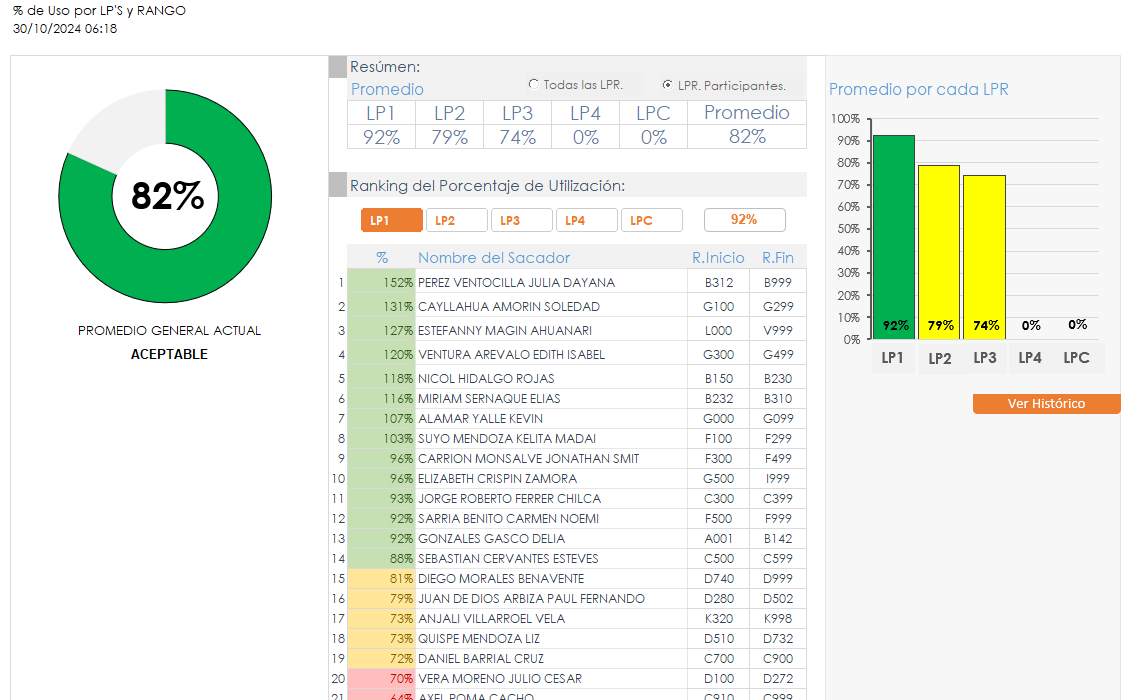 % de Uso por LP'S y RANGO
30/10/2024 06:18
82%
PROMEDIO GENERAL ACTUAL
ACEPTABLE
Resúmen:
Promedio
Todas las LPR.
LPR. Participantes.
LP1 LP2 LP3 LP4 LPC Promedio
92% 79% 74% 0% 0% 82%
Ranking del Porcentaje de Utilización:
LP1 LP2 LP3 LP4 LPC 92%
% Nombre del Sacador R.Inicio R.Fin
1 152% PEREZ VENTOCILLA JULIA DAYANA B312 B999
2 131% CAYLLAHUA AMORIN SOLEDAD G100 G299
3 127% ESTEFANNY MAGIN AHUANARI L000 V999
4 120% VENTURA AREVALO EDITH ISABEL G300 G499
5 118% NICOL HIDALGO ROJAS B150 B230
6 116% MIRIAM SERNAQUE ELIAS B232 B310
7 107% ALAMAR YALLE KEVIN G000 G099
8 103% SUYO MENDOZA KELITA MADAI F100 F299
9 96% CARRION MONSALVE JONATHAN SMIT F300 F499
10 96% ELIZABETH CRISPIN ZAMORA G500 I999
11 93% JORGE ROBERTO FERRER CHILCA C300 C399
12 92% SARRIA BENITO CARMEN NOEMI F500 F999
13 92% GONZALES GASCO DELIA A001 B142
14 88% SEBASTIAN CERVANTES ESTEVES C500 C599
15 81% DIEGO MORALES BENAVENTE D740 D999
16 79% JUAN DE DIOS ARBIZA PAUL FERNANDO D280 D502
17 73% ANJALI VILLARROEL VELA K320 K998
18 73% QUISPE MENDOZA LIZ D510 D732
19 72% DANIEL BARRIAL CRUZ C700 C900
20 70% VERA MORENO JULIO CESAR D100 D272
21 64% AXEL POMA CACHO C910 C999
Promedio por cada LPR
100%
90%
80%
70%
60%
50%
40%
30%
20%
10%
0%
92% 79% 74% 0% 0%
LP1 LP2 LP3 LP4 LPC
Ver Histórico